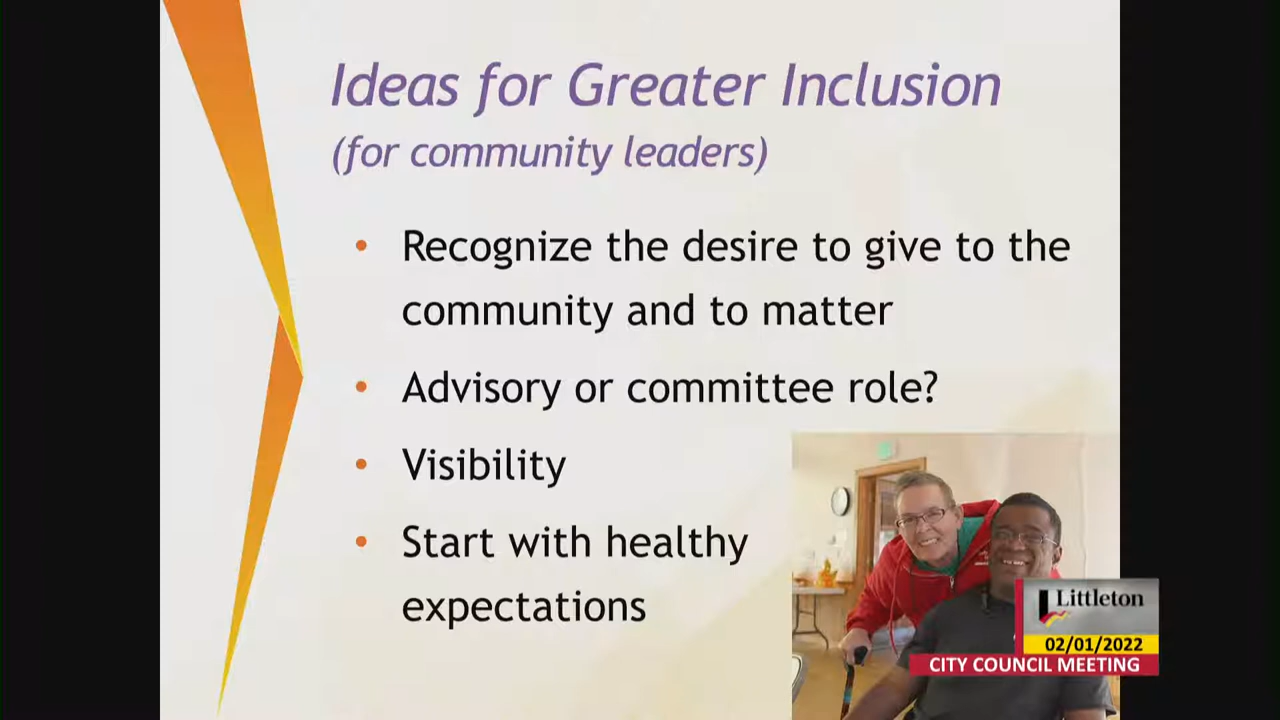 Ideas for Greater Inclusion
(for community leaders)
• Recognize the desire to give to the
community and to matter
• Advisory or committee role?
• Visibility
• Start with healthy
expectations
Littleton
02/01/2022
CITY COUNCIL MEETING